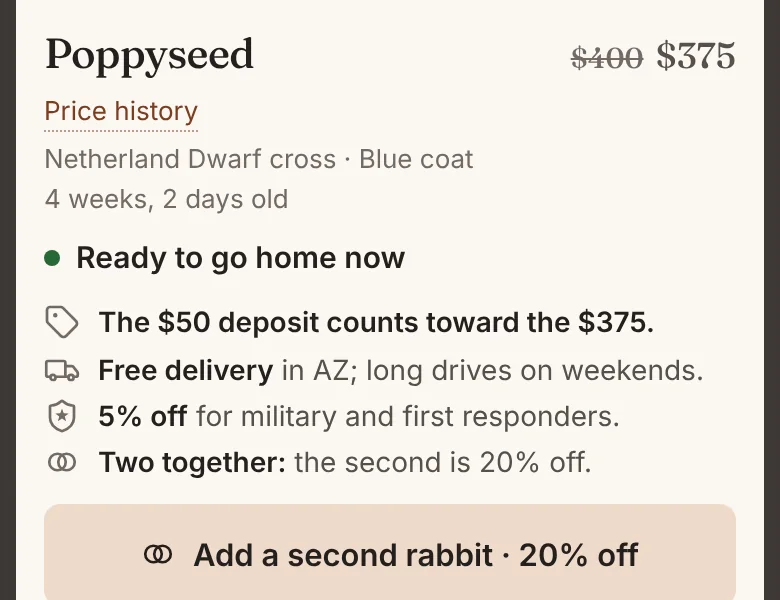 Poppyseed $400 $375
Price history
Netherland Dwarf cross · Blue coat
4 weeks, 2 days old
Ready to go home now
The $50 deposit counts toward the $375.
Free delivery in AZ; long drives on weekends.
5% off for military and first responders.
Two together: the second is 20% off.
Add a second rabbit · 20% off